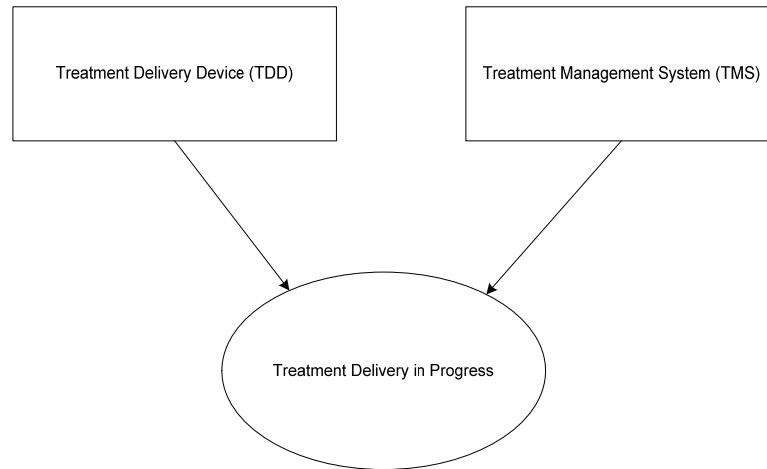 Treatment Delivery Device (TDD)
Treatment Management System (TMS)
Treatment Delivery in Progress